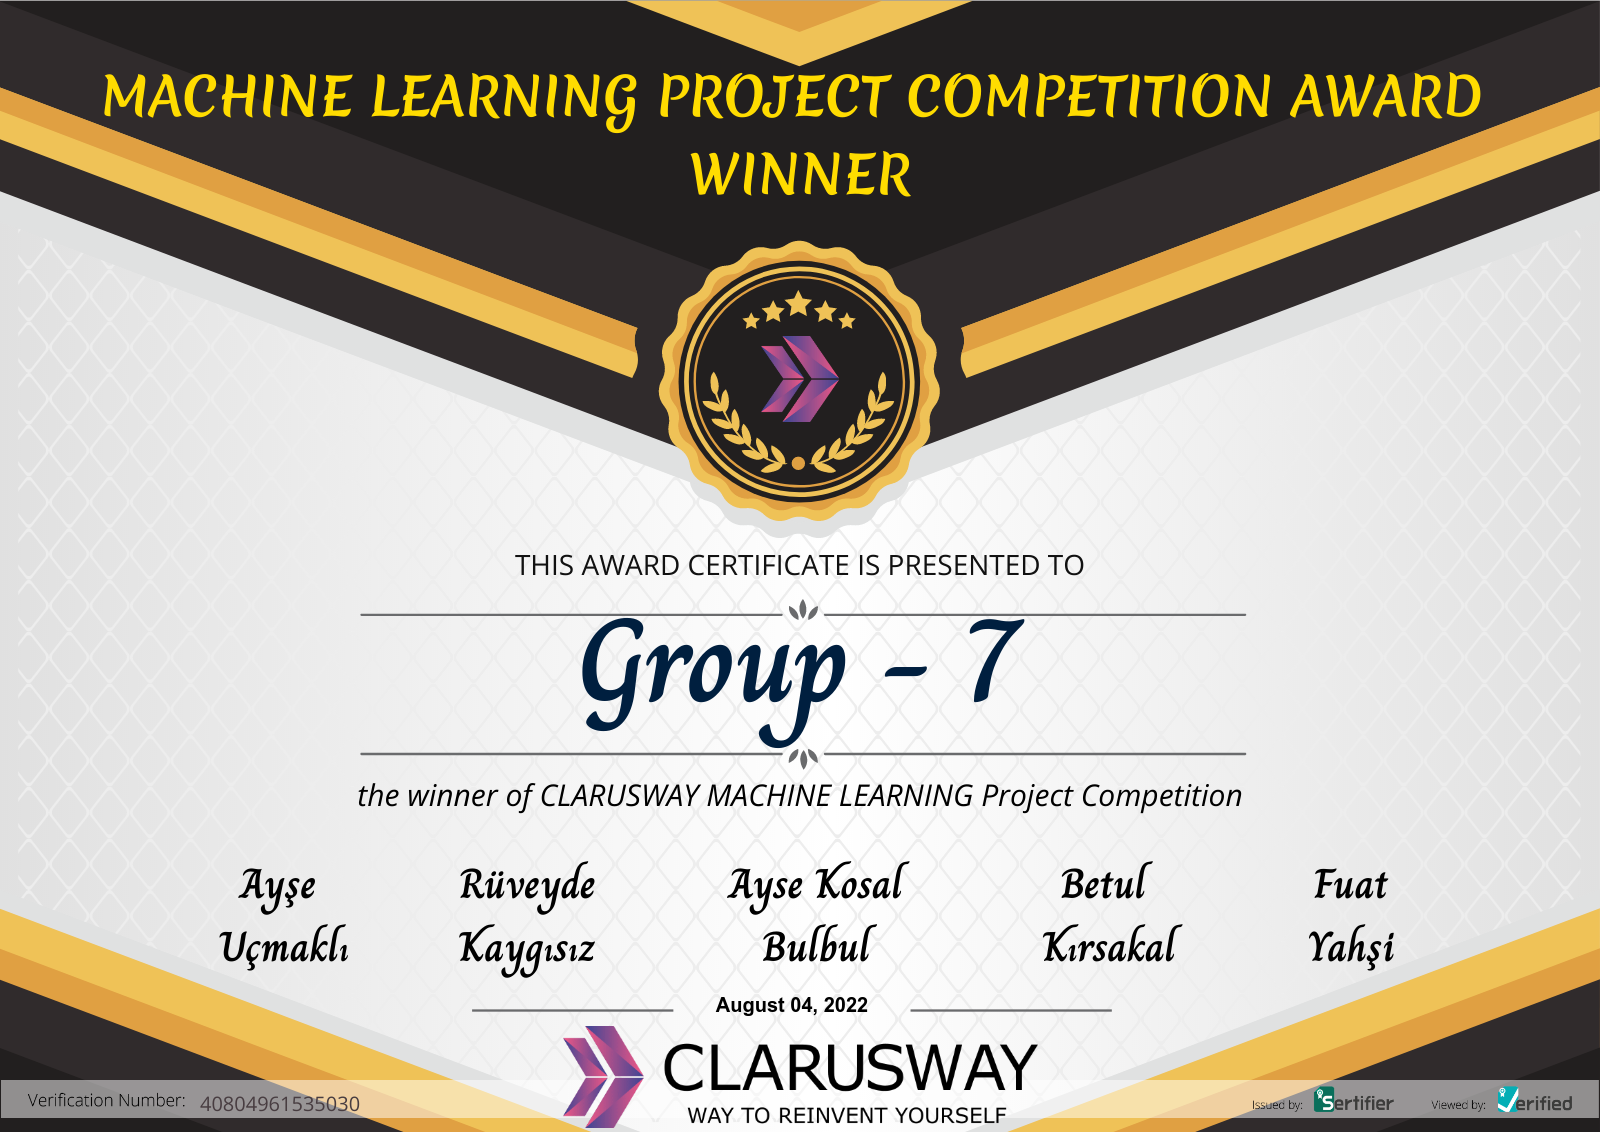 MACHINE LEARNING PROJECT COMPETITION AWARD
WINNER
THIS AWARD CERTIFICATE IS PRESENTED TO
Group - 7
the winner of CLARUSWAY MACHINE LEARNING Project Competition
Ayşe Rüveyde Ayse Kosal Betul Fuat
Uçmaklı Kaygısız Bulbul Kırsakal Yahşi
August 04, 2022
CLARUSWAY
WAY TO REINVENT YOURSELF
Verification Number: 40804961535030
Issued by: Sertifier Viewed by: Verified